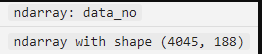 ndarray: data_no
ndarray with shape (4045, 188)